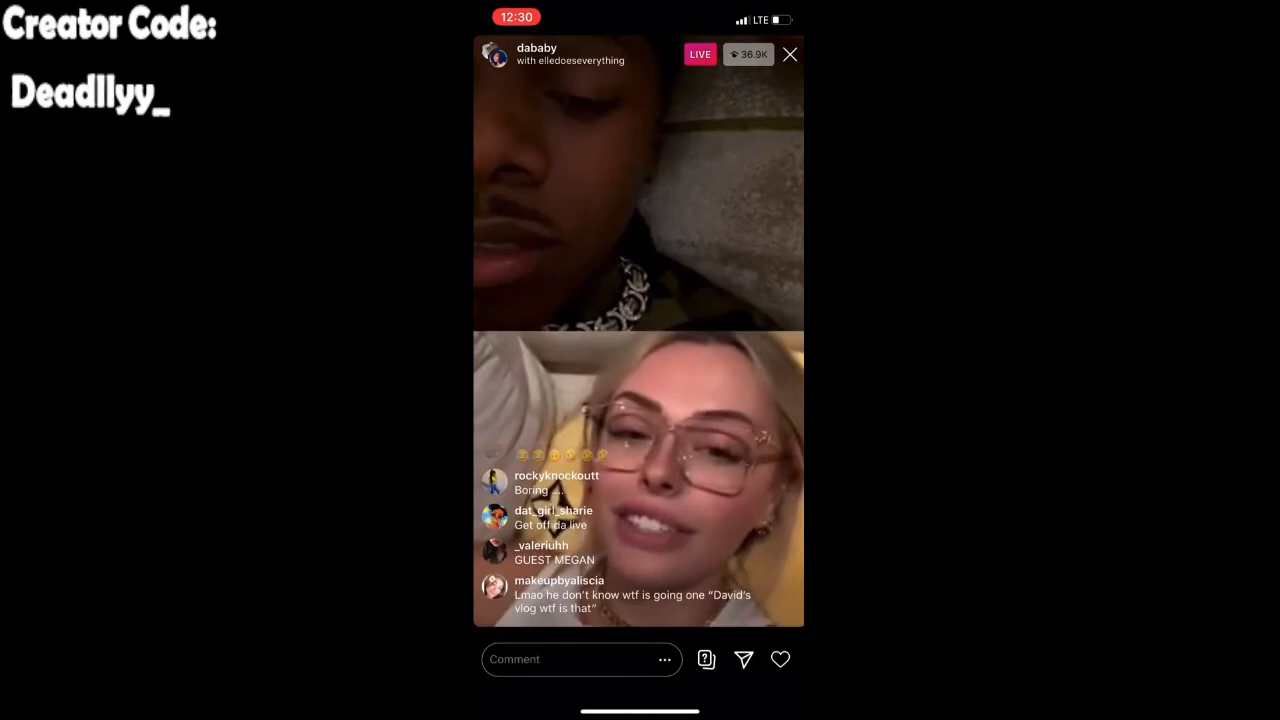 Creator Code:
Deadllyy_
12:30
LTE
dababy
with elledoeseverything
LIVE
36.9K
rockyknockoutt
Boring ....
dat_girl_sharie
Get off da live
_valeriuhh
GUEST MEGAN
makeupbyaliscia
Lmao he don't know wtf is going one “David's
vlog wtf is that”
Comment